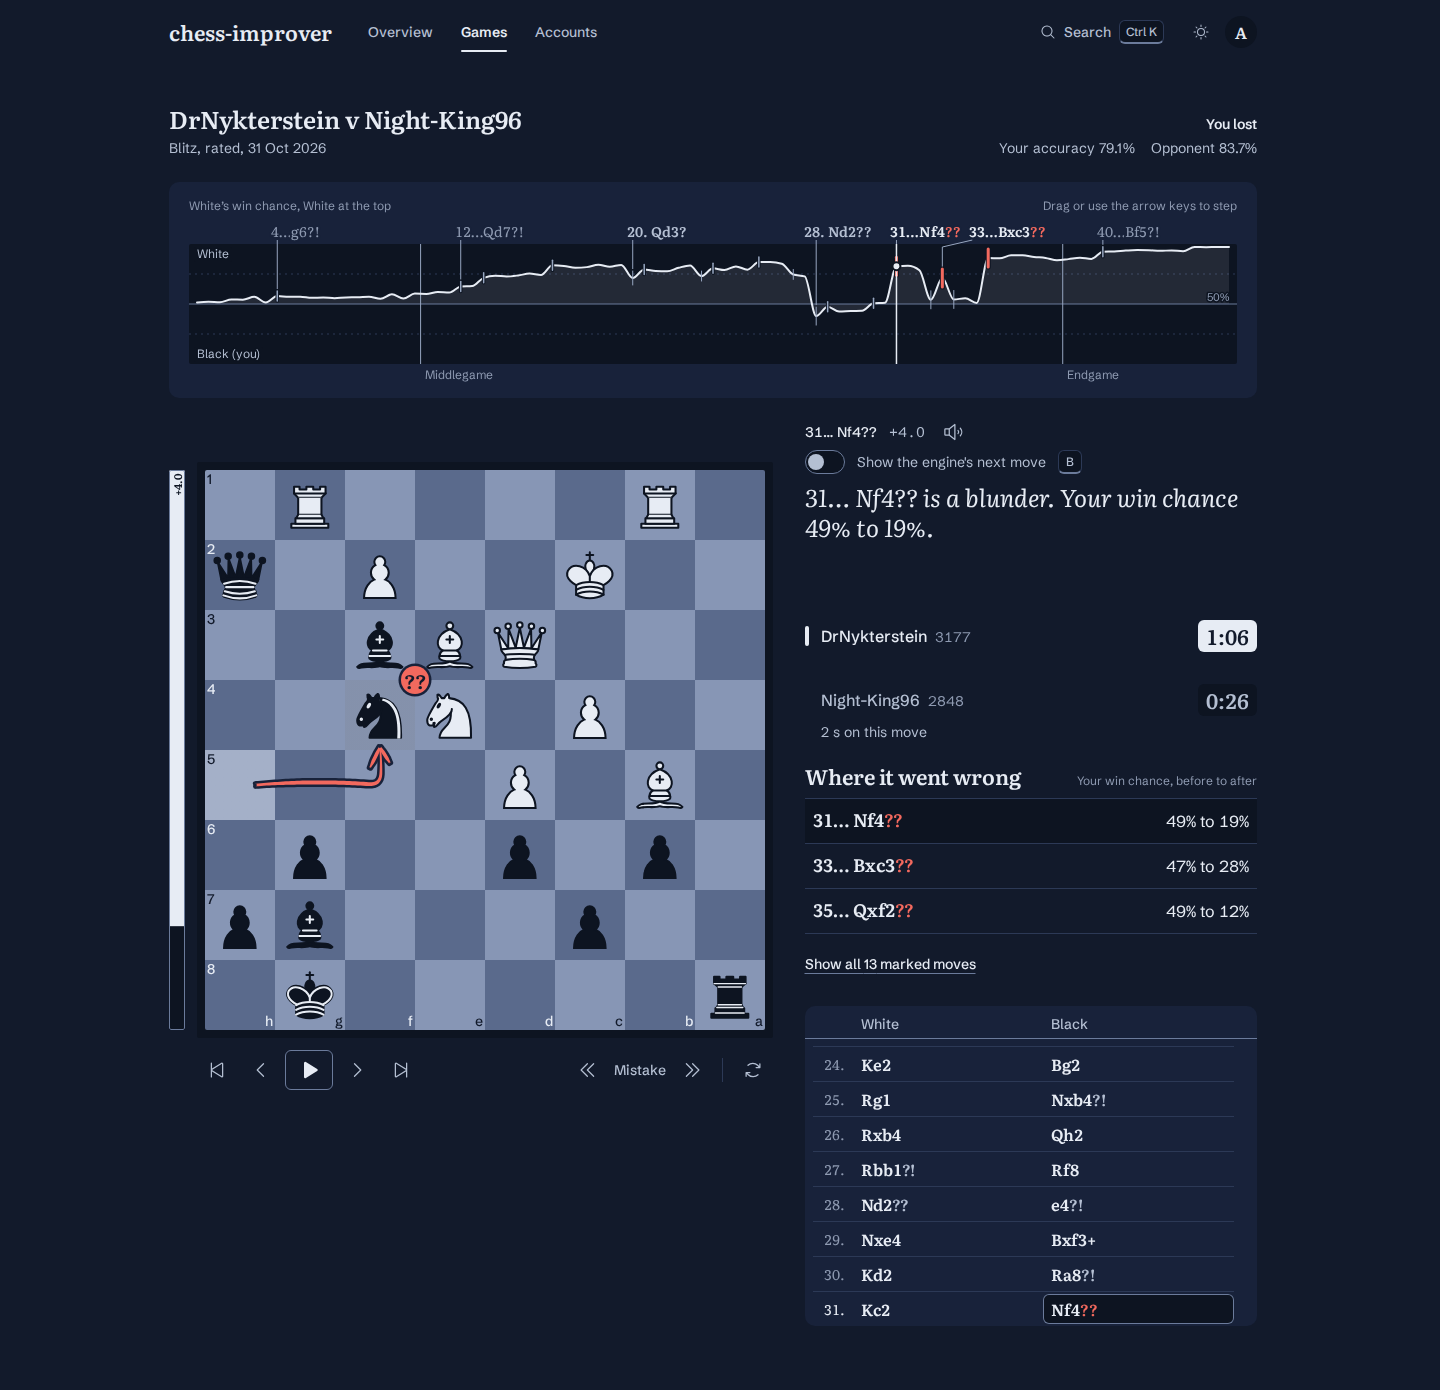 chess-improver Overview Games Accounts Search Ctrl K A
DrNykterstein v Night-King96
You lost
Blitz, rated, 31 Oct 2026
Your accuracy 79.1% Opponent 83.7%
White's win chance, White at the top
Drag or use the arrow keys to step
4...g6?! 12...Qd7?! 20. Qd3? 28. Nd2?? 31...Nf4?? 33...Bxc3?? 40...Bf5?!
White
50%
Black (you)
Middlegame Endgame
31... Nf4?? +4.0
Show the engine's next move B
31... Nf4?? is a blunder. Your win chance
49% to 19%.
+4.0
1
2
3
??
4
5
6
7
8
h g f e d c b a
Mistake
DrNykterstein 3177 1:06
Night-King96 2848 0:26
2 s on this move
Where it went wrong
Your win chance, before to after
31... Nf4?? 49% to 19%
33... Bxc3?? 47% to 28%
35... Qxf2?? 49% to 12%
Show all 13 marked moves
White Black
24. Ke2 Bg2
25. Rg1 Nxb4?!
26. Rxb4 Qh2
27. Rbb1?! Rf8
28. Nd2?? e4?!
29. Nxe4 Bxf3+
30. Kd2 Ra8?!
31. Kc2 Nf4??